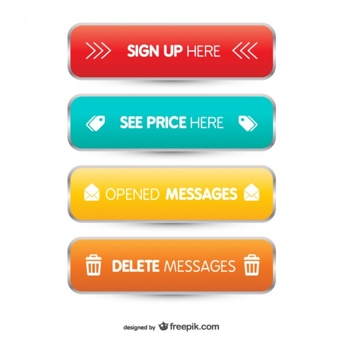 SIGN UP HERE
SEE PRICE HERE
OPENED MESSAGES
DELETE MESSAGES
designed by freepik.com